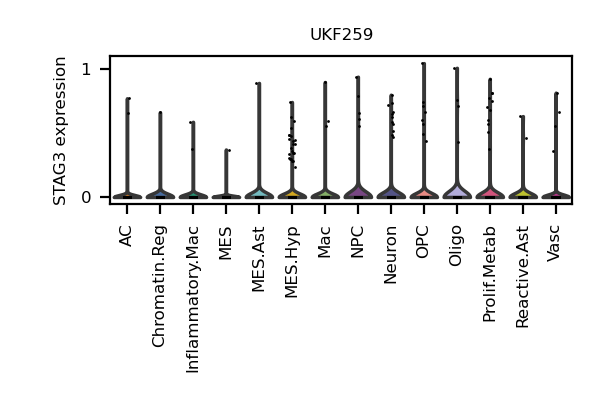 UKF259
STAG3 expression
1
0
AC
Chromatin.Reg
Inflammatory.Mac
MES
MES.Ast
MES.Hyp
Mac
NPC
Neuron
OPC
Oligo
Prolif.Metab
Reactive.Ast
Vasc